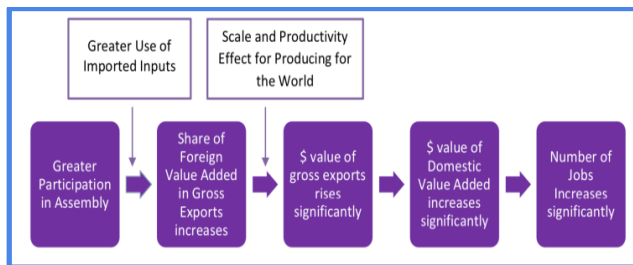 Greater Use of
Imported Inputs
Scale and Productivity
Effect for Producing for
the World
Greater
Participation
in Assembly
Share of
Foreign
Value Added
in Gross
Exports
increases
$ value of
gross exports
rises
significantly
$ value of
Domestic
Value Added
increases
significantly
Number of
Jobs
Increases
significantly